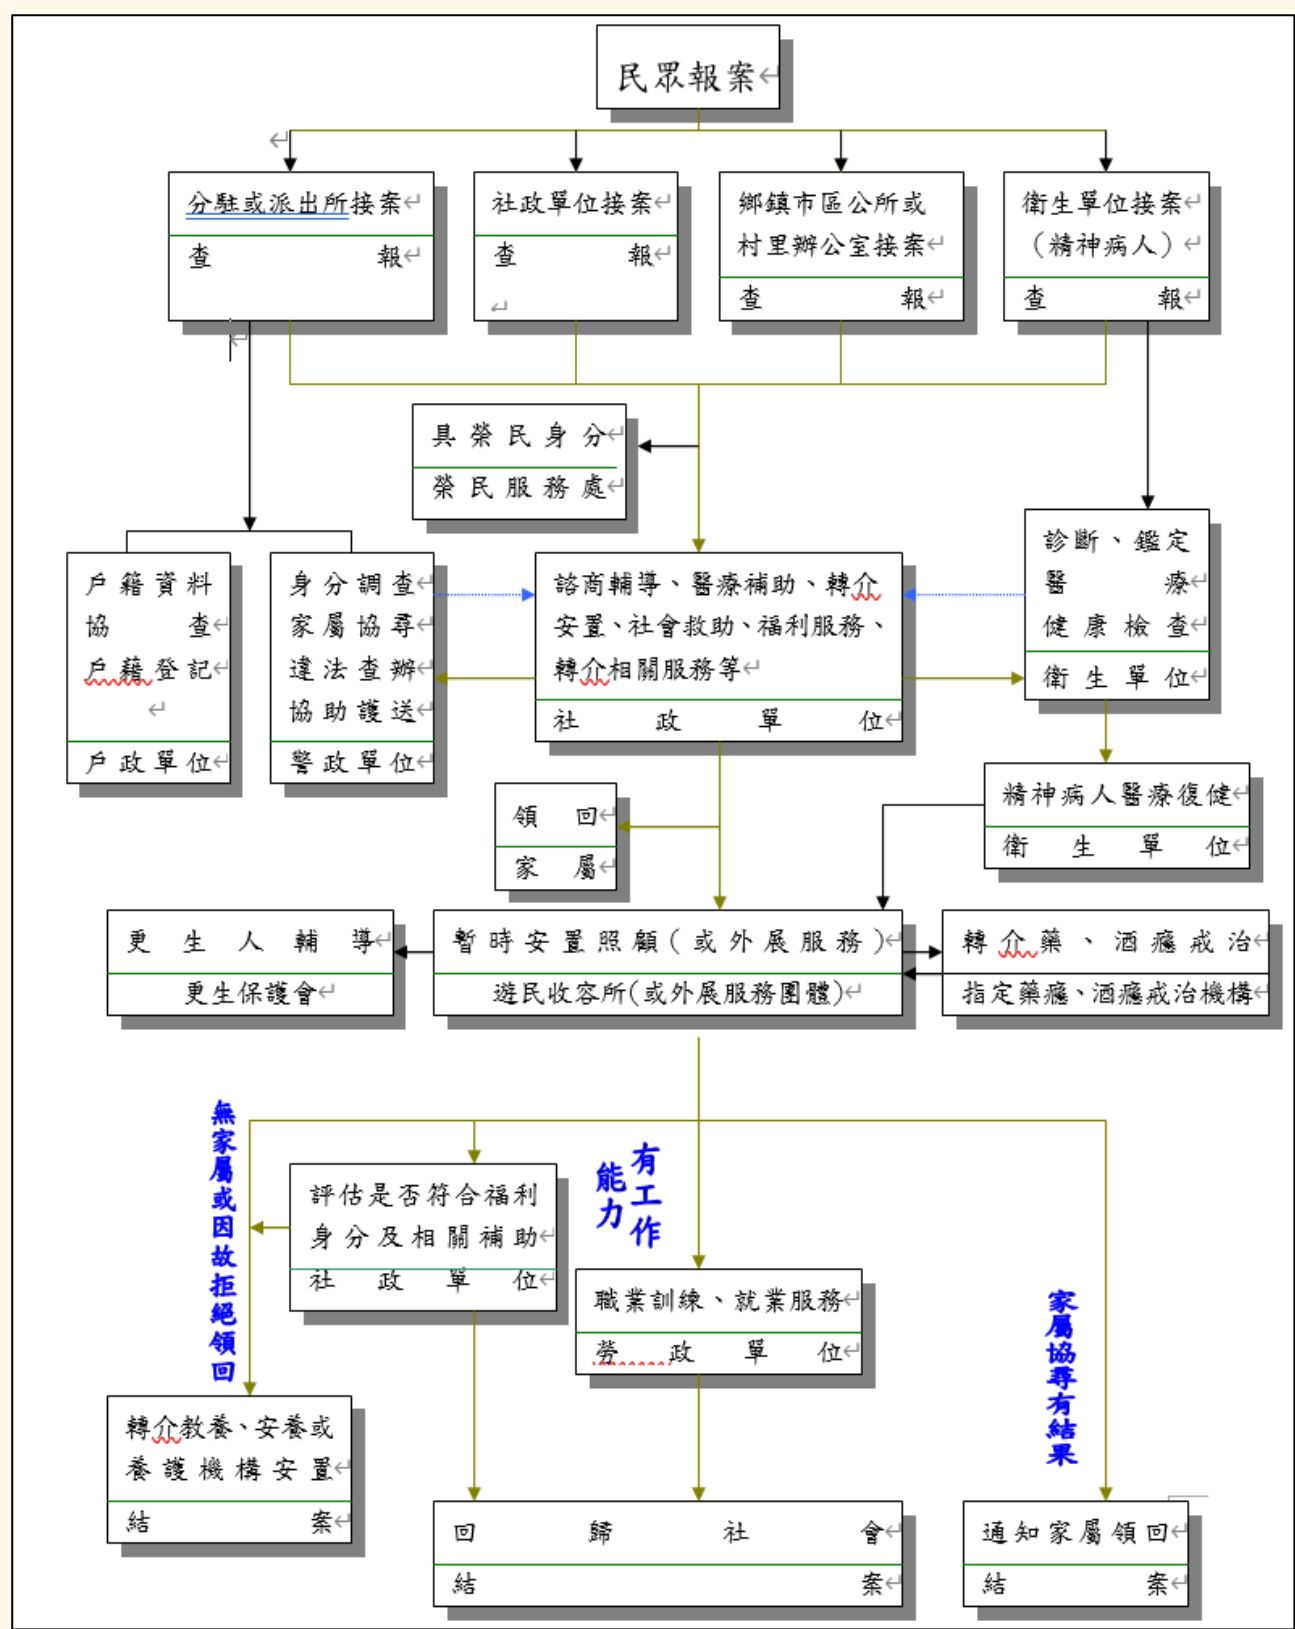 民眾報案
分駐或派出所接案
查報
社政單位接案
查報
鄉鎮市區公所或
村里辦公室接案
查報
衛生單位接案
（精神病人）
查報
具榮民身分
榮民服務處
戶籍資料
協查
戶籍登記
戶政單位
身分調查
家屬協尋
違法查辦
協助護送
警政單位
諮商輔導、醫療補助、轉介
安置、社會救助、福利服務、
轉介相關服務等
社政單位
診斷、鑑定
醫療
健康檢查
衛生單位
領回
家屬
精神病人醫療復健
衛生單位
更生人輔導
更生保護會
暫時安置照顧(或外展服務)
遊民收容所(或外展服務團體)
轉介藥、酒癮戒治
指定藥癮、酒癮戒治機構
無家屬或因故拒絕領回
評估是否符合福利
身分及相關補助
社政單位
有工作
能力
職業訓練、就業服務
勞政單位
家屬協尋有結果
轉介教養、安養或
養護機構安置
結案
回歸社會
結案
通知家屬領回
結案